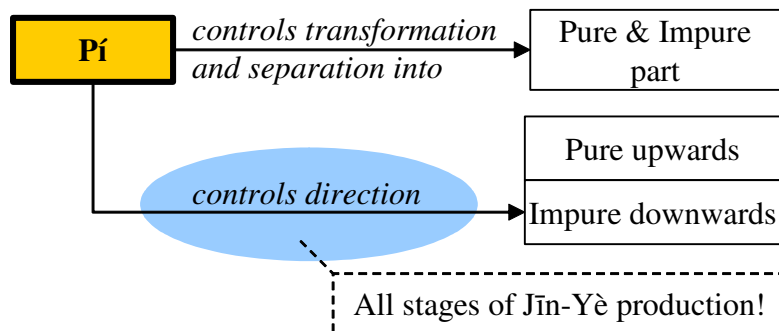 Pí
controls transformation
and separation into
Pure & Impure
part
controls direction
Pure upwards
Impure downwards
All stages of Jīn-Yè production!